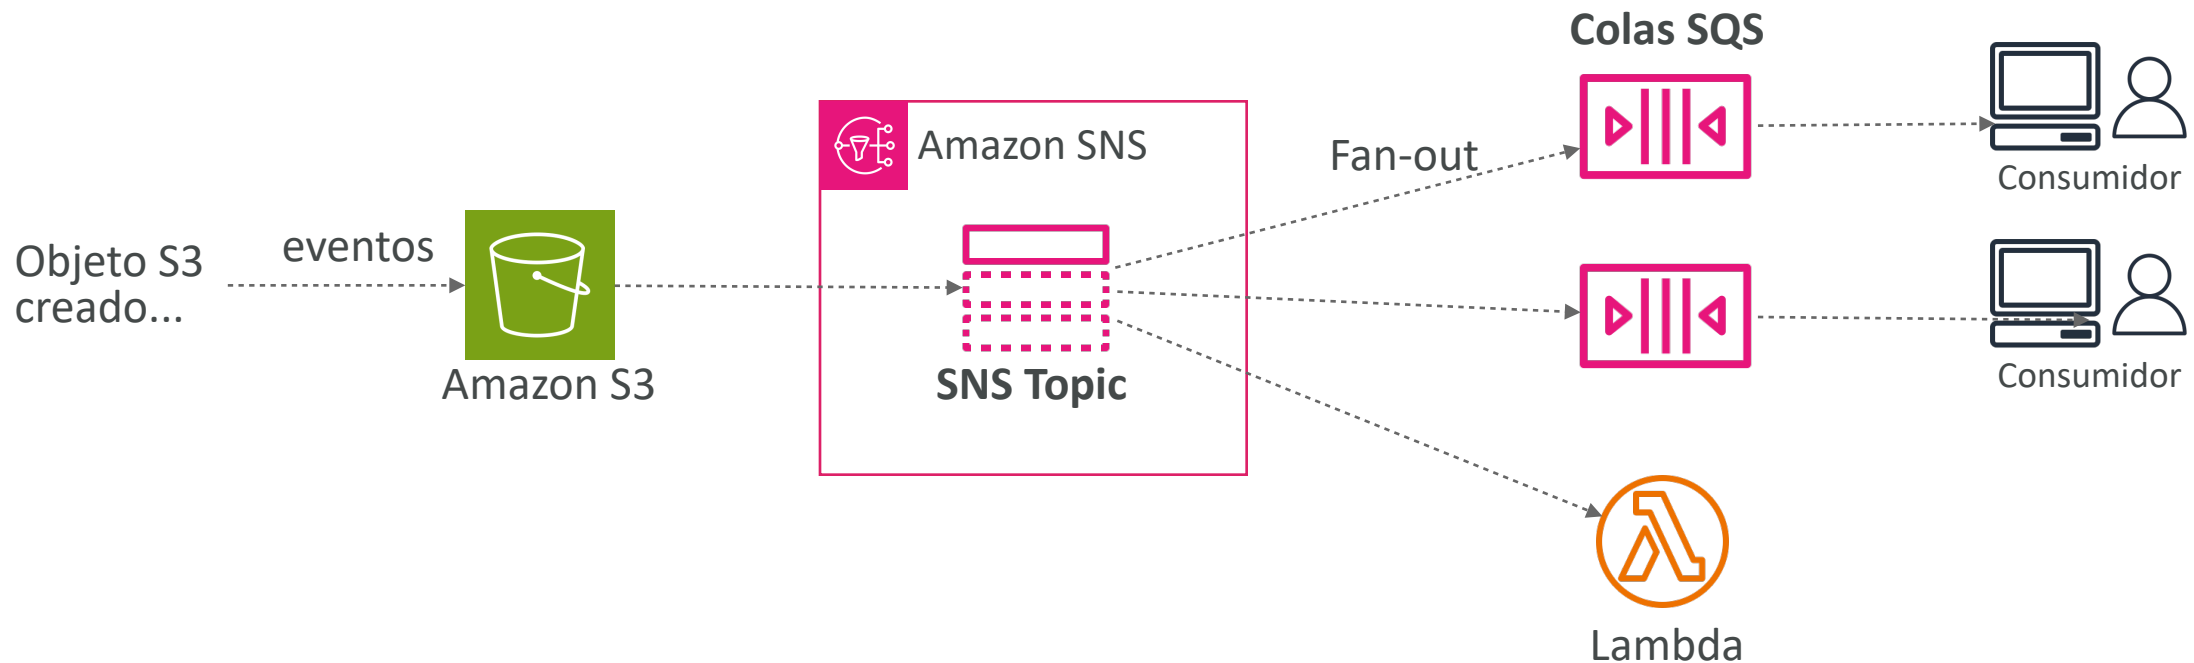 Objeto S3
creado...
eventos
Amazon S3
Amazon SNS
SNS Topic
Fan-out
Colas SQS
Consumidor
Consumidor
Lambda